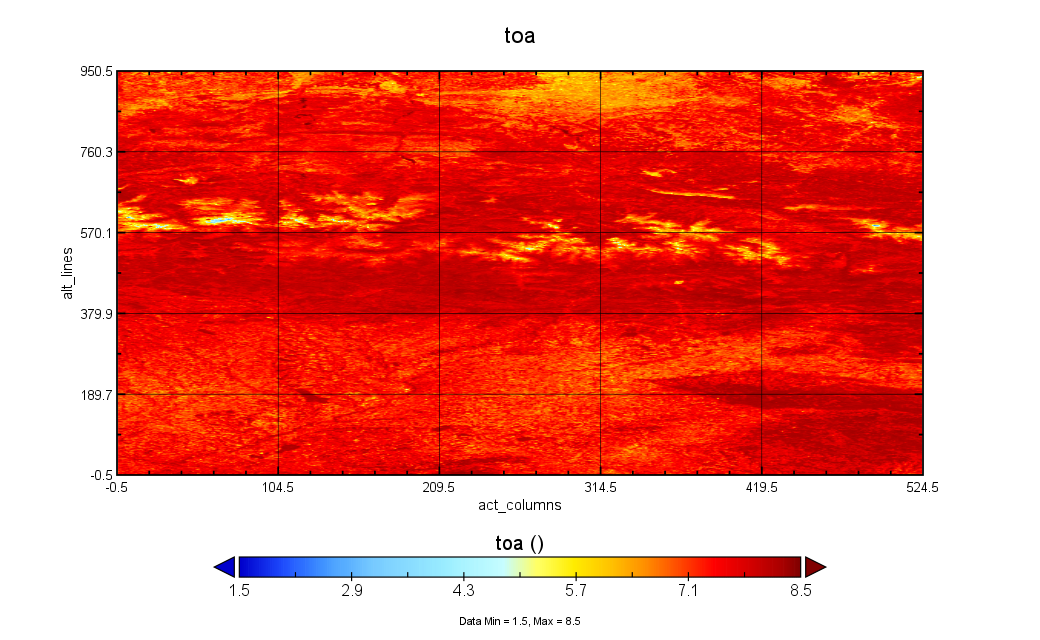 toa
950.5
760.3
570.1
379.9
189.7
-0.5
alt_lines
-0.5 104.5 209.5 314.5 419.5 524.5
act_columns
toa ()
1.5 2.9 4.3 5.7 7.1 8.5
Data Min = 1.5, Max = 8.5